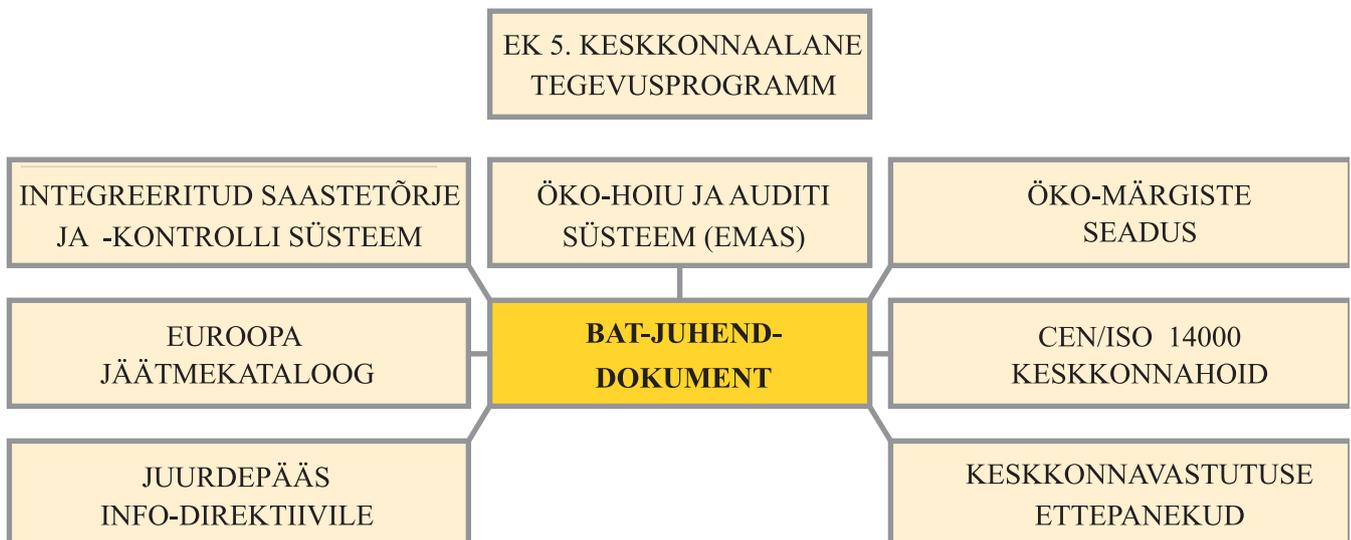 EK 5. KESKKONNAALANE
TEGEVUSPROGRAMM
INTEGREERITUD SAASTETÕRJE
JA -KONTROLLI SÜSTEEM
ÖKO-HOIU JA AUDITI
SÜSTEEM (EMAS)
ÖKO-MÄRGISTE
SEADUS
EUROOPA
JÄÄTMEKATALOOG
BAT-JUHEND-
DOKUMENT
CEN/ISO 14000
KESKKONNAHOID
JUURDEPÄÄS
INFO-DIREKTIIVILE
KESKKONNAVASTUTUSE
ETTEPANEKUD